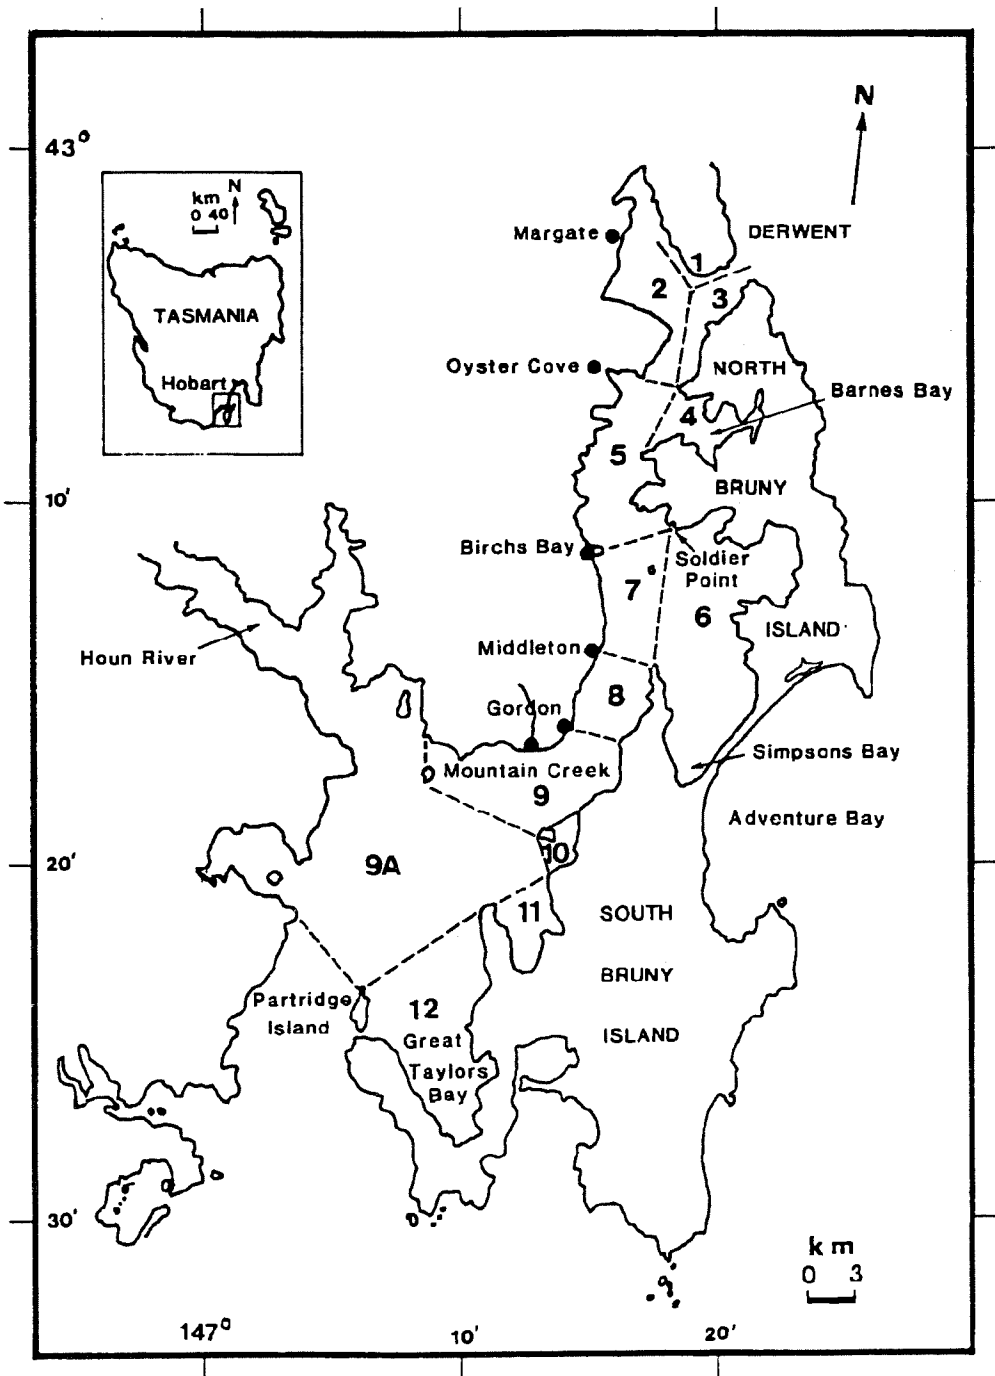 N
43°
km N
0 40
Margate
DERWENT
1
2
3
TASMANIA
Oyster Cove
NORTH
Hobart
Barnes Bay
4
5
10'
BRUNY
Birchs Bay
Soldier
Point
7
6
ISLAND
Houn River
Middleton
8
Gordon
Simpsons Bay
Mountain Creek
9
Adventure Bay
10
20'
9A
11
SOUTH
BRUNY
ISLAND
Partridge
Island
12
Great
Taylors
Bay
30'
km
0 3
147° 10' 20'